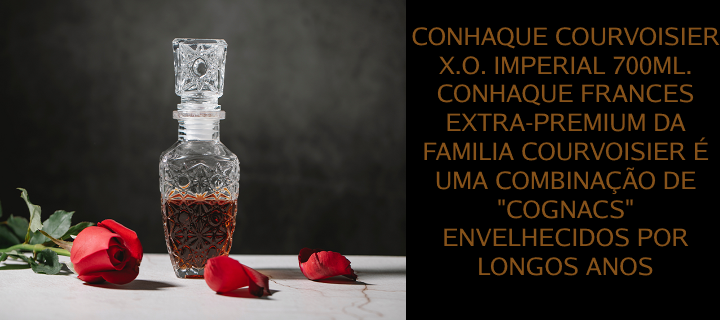 CONHAQUE COURVOISIER
X.O. IMPERIAL 700ML.
CONHAQUE FRANCES
EXTRA-PREMIUM DA
FAMILIA COURVOISIER É
UMA COMBINAÇÃO DE
"COGNACS"
ENVELHECIDOS POR
LONGOS ANOS